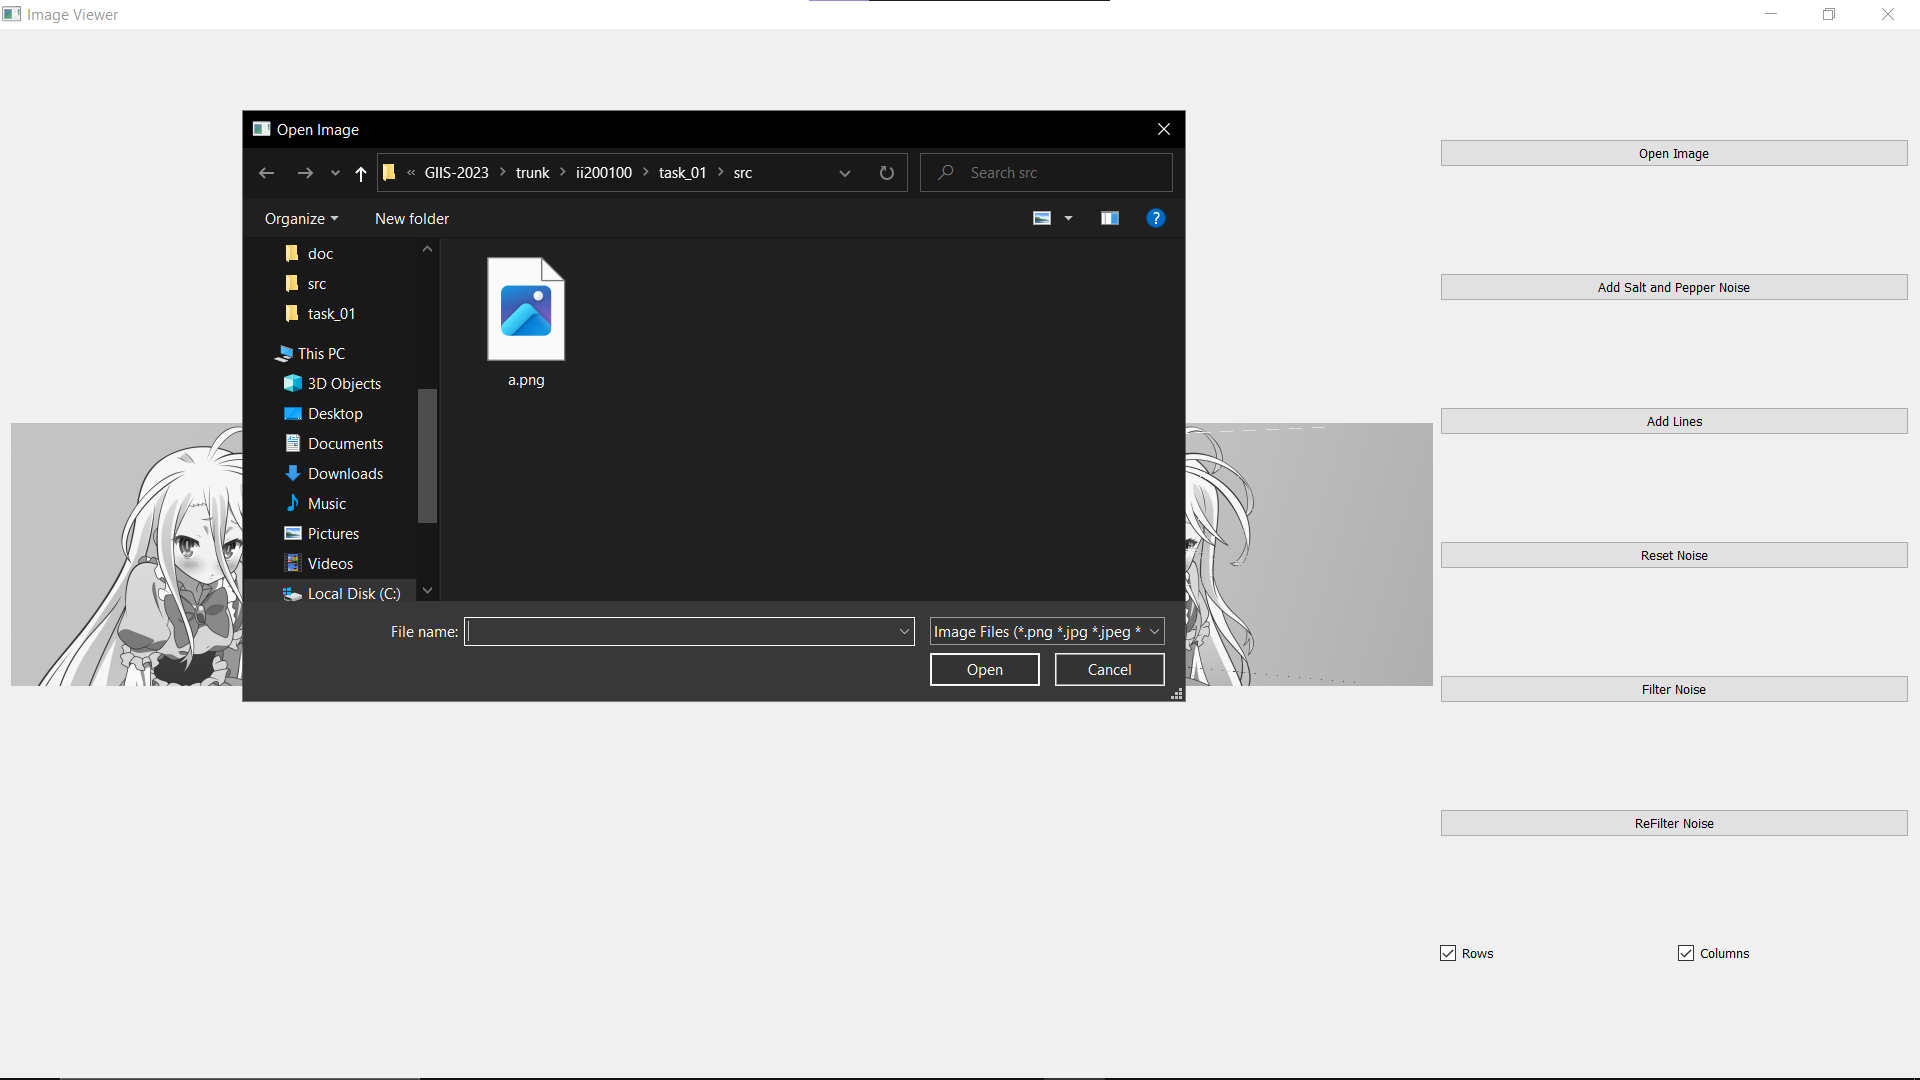 Image Viewer
Open Image
« GIIS-2023 > trunk > ii200100 > task_01 > src
Search src
Organize
New folder
?
doc
src
task_01
This PC
3D Objects
Desktop
Documents
Downloads
Music
Pictures
Videos
Local Disk (C:)
a.png
File name:
Image Files (*.png *.jpg *.jpeg *
Open
Cancel
Open Image
Add Salt and Pepper Noise
Add Lines
Reset Noise
Filter Noise
ReFilter Noise
Rows
Columns